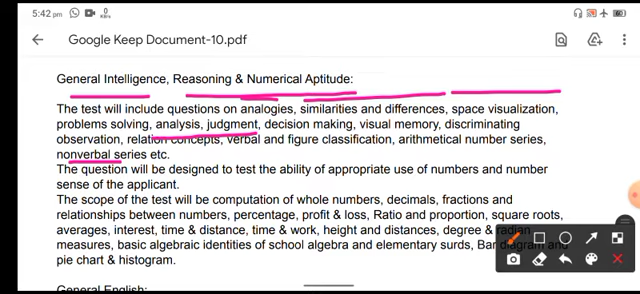 5:42 pm 0 KB/s
Google Keep Document-10.pdf
General Intelligence, Reasoning & Numerical Aptitude:
The test will include questions on analogies, similarities and differences, space visualization,
problems solving, analysis, judgment, decision making, visual memory, discriminating
observation, relation concepts, verbal and figure classification, arithmetical number series,
nonverbal series etc.
The question will be designed to test the ability of appropriate use of numbers and number
sense of the applicant.
The scope of the test will be computation of whole numbers, decimals, fractions and
relationships between numbers, percentage, profit & loss, Ratio and proportion, square roots,
averages, interest, time & distance, time & work, height and distances, degree & radian
measures, basic algebraic identities of school algebra and elementary surds, Bar diagram and
pie chart & histogram.
General English: